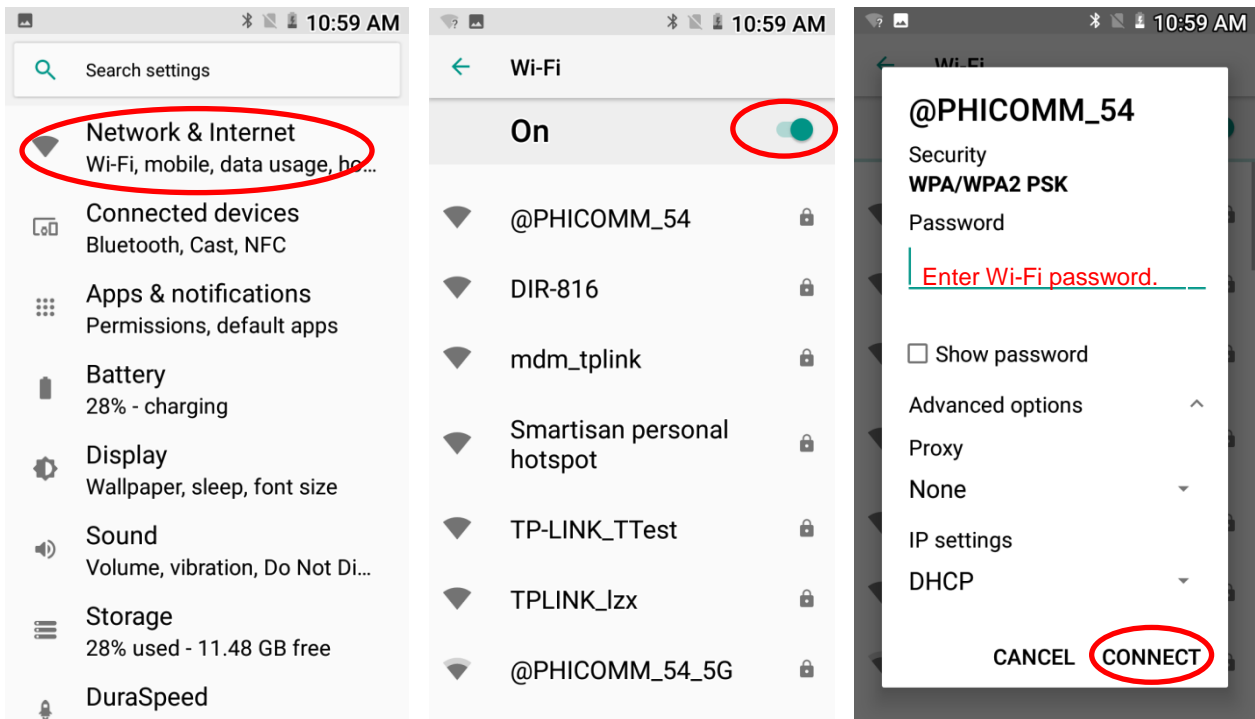 10:59 AM
Search settings
Network & Internet
Wi-Fi, mobile, data usage, ho...
Connected devices
Bluetooth, Cast, NFC
Apps & notifications
Permissions, default apps
Battery
28% - charging
Display
Wallpaper, sleep, font size
Sound
Volume, vibration, Do Not Di...
Storage
28% used - 11.48 GB free
DuraSpeed
10:59 AM
Wi-Fi
On
@PHICOMM_54
DIR-816
mdm_tplink
Smartisan personal
hotspot
TP-LINK_TTest
TPLINK_lzx
@PHICOMM_54_5G
10:59 AM
Wi-Fi
@PHICOMM_54
Security
WPA/WPA2 PSK
Password
Enter Wi-Fi password.
Show password
Advanced options
Proxy
None
IP settings
DHCP
CANCEL CONNECT